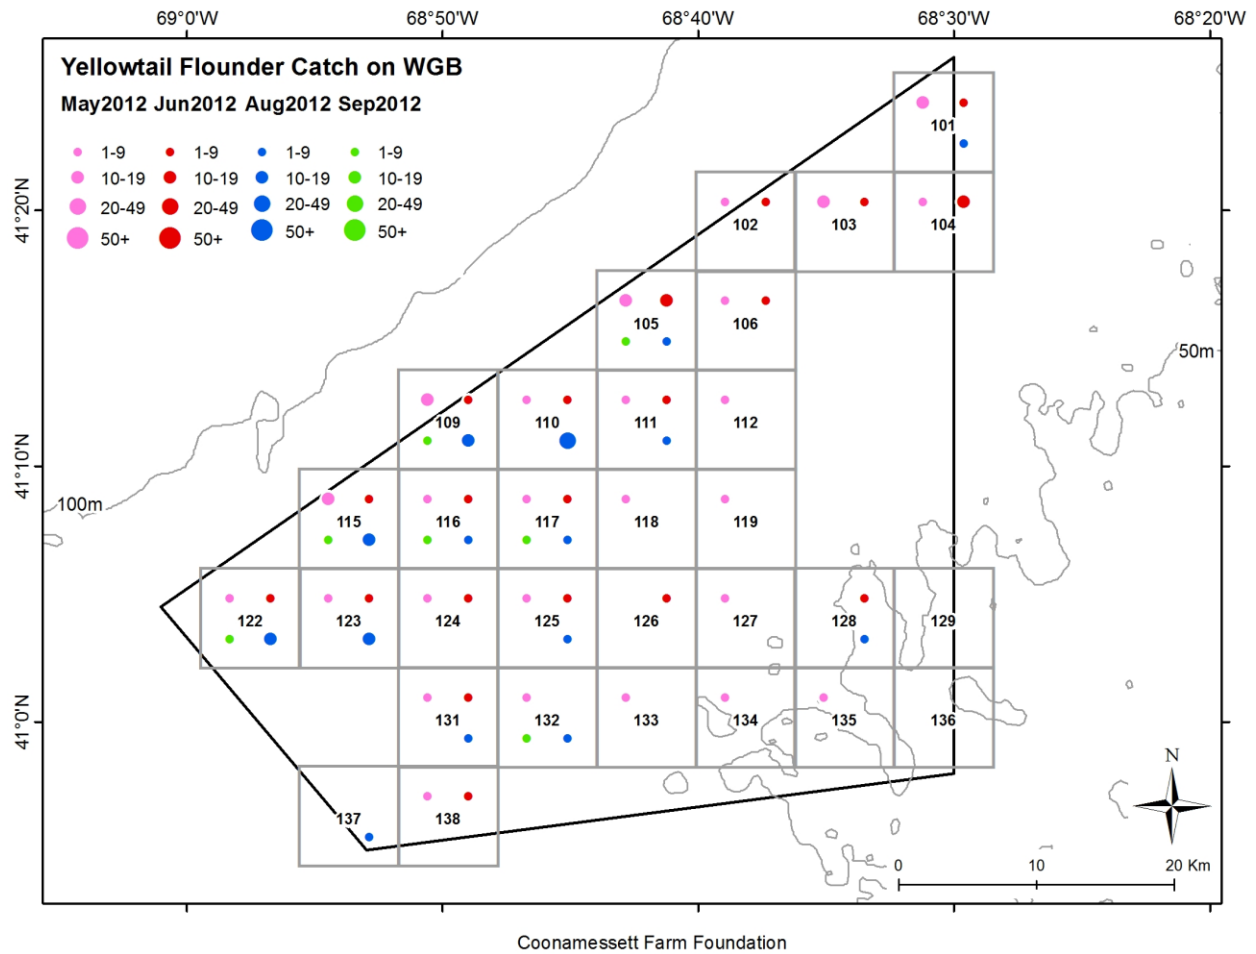 69°0'W 68°50'W 68°40'W 68°30'W 68°20'W
Yellowtail Flounder Catch on WGB
May2012 Jun2012 Aug2012 Sep2012
1-9 1-9 1-9 1-9
10-19 10-19 10-19 10-19
20-49 20-49 20-49 20-49
50+ 50+ 50+ 50+
41°20'N
41°10'N
41°0'N
100m
50m
101
102 103 104
105 106
109 110 111 112
115 116 117 118 119
122 123 124 125 126 127 128 129
131 132 133 134 135 136
137 138
N
0 10 20 Km
Coonamessett Farm Foundation